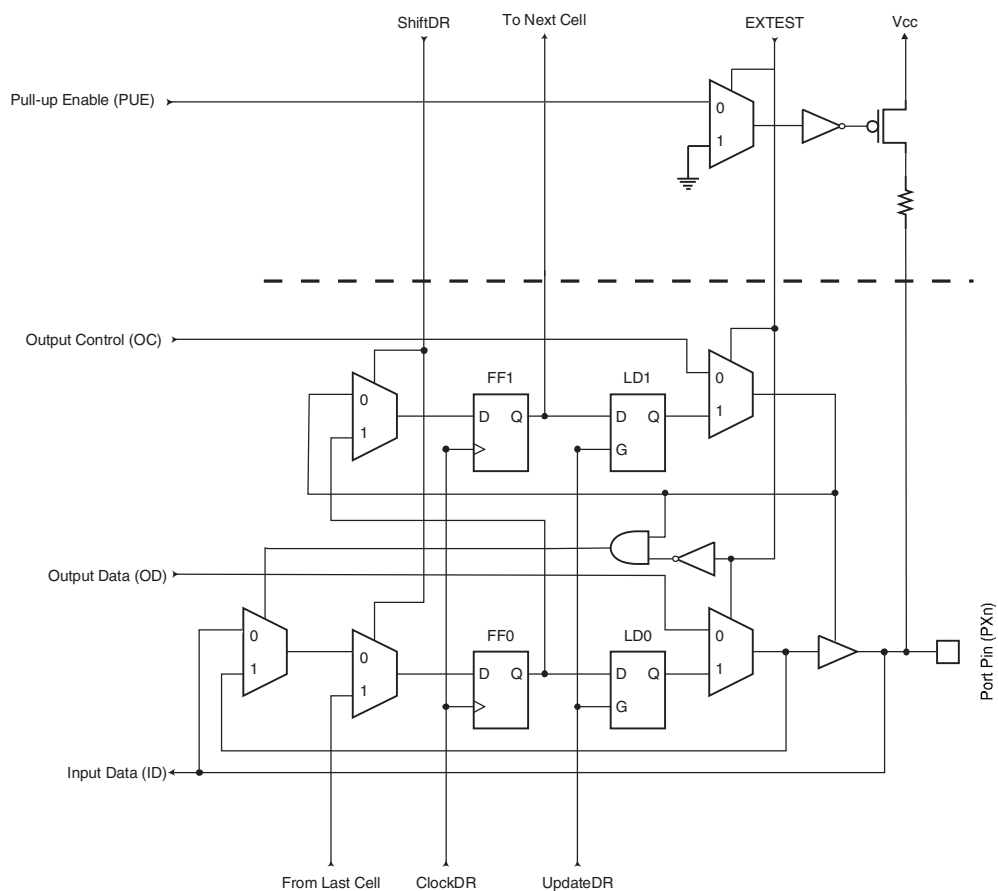 ShiftDR
To Next Cell
EXTEST
Vcc
Pull-up Enable (PUE)
0
1
Output Control (OC)
FF1
LD1
0
1
D Q
D Q
G
0
1
Output Data (OD)
FF0
LD0
0
1
0
1
D Q
D Q
G
0
1
Port Pin (PXn)
Input Data (ID)
From Last Cell
ClockDR
UpdateDR